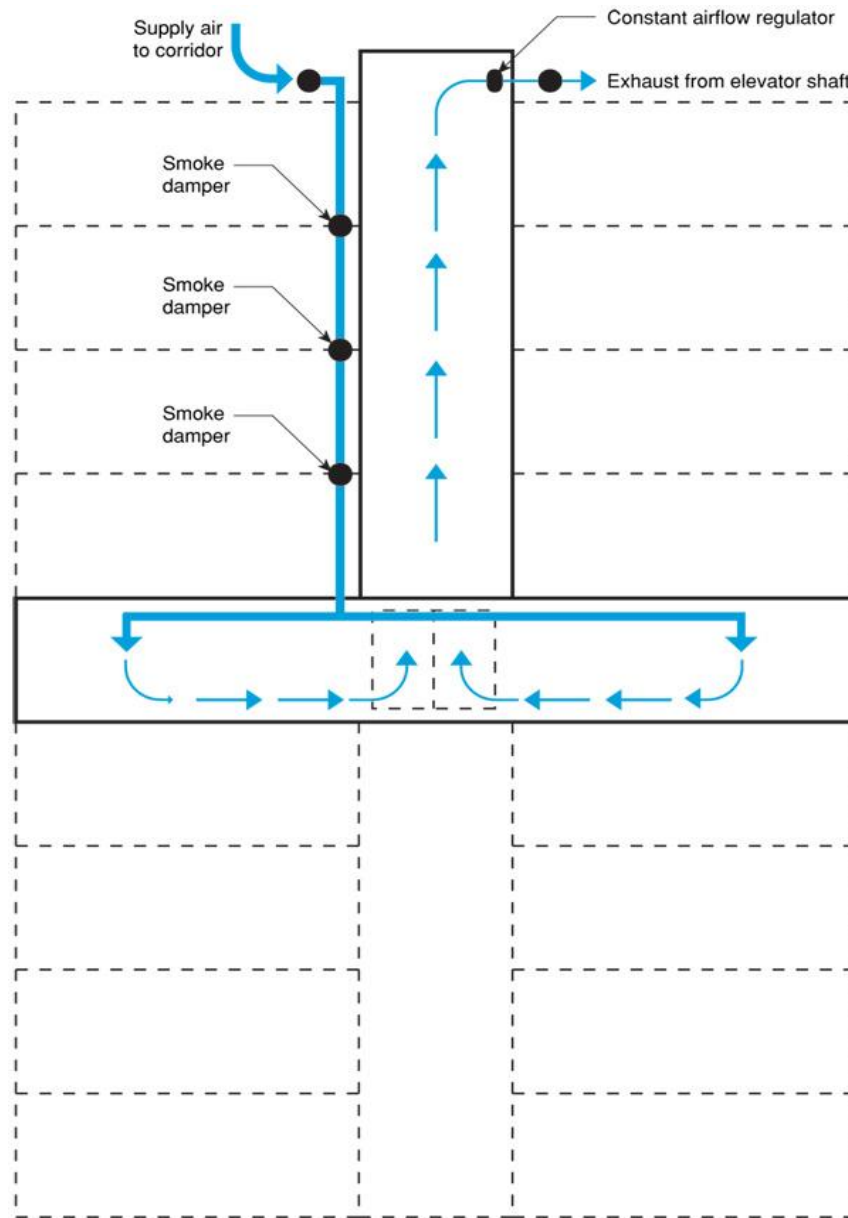 Supply air
to corridor
Constant airflow regulator
Exhaust from elevator shaft
Smoke
damper
Smoke
damper
Smoke
damper